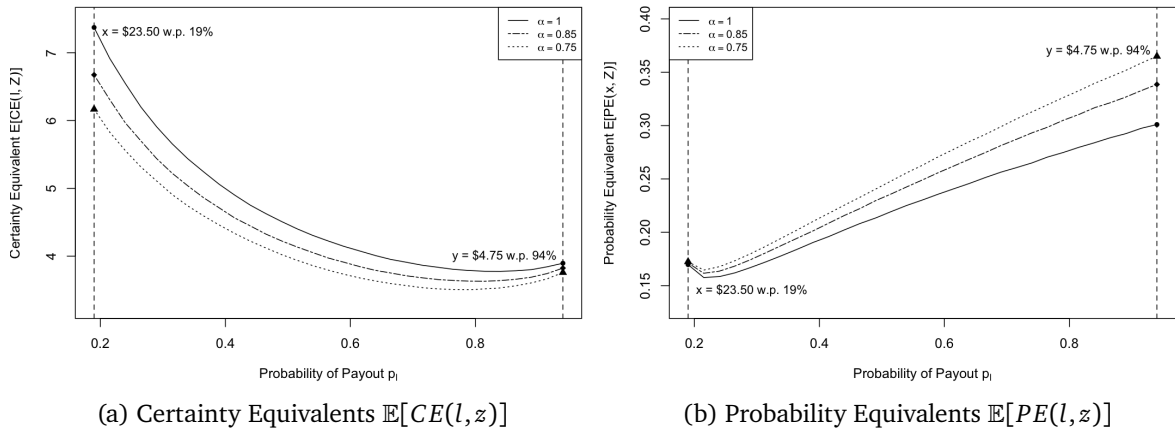 Certainty Equivalent E[CE(l, Z)]
7
6
5
4
x = $23.50 w.p. 19%
α = 1
α = 0.85
α = 0.75
y = $4.75 w.p. 94%
0.2 0.4 0.6 0.8
Probability of Payout pₗ
(a) Certainty Equivalents 𝔼[CE(l, z)]
Probability Equivalent E[PE(x, Z)]
0.40
0.35
0.30
0.25
0.20
0.15
α = 1
α = 0.85
α = 0.75
y = $4.75 w.p. 94%
x = $23.50 w.p. 19%
0.2 0.4 0.6 0.8
Probability of Payout pₗ
(b) Probability Equivalents 𝔼[PE(l, z)]